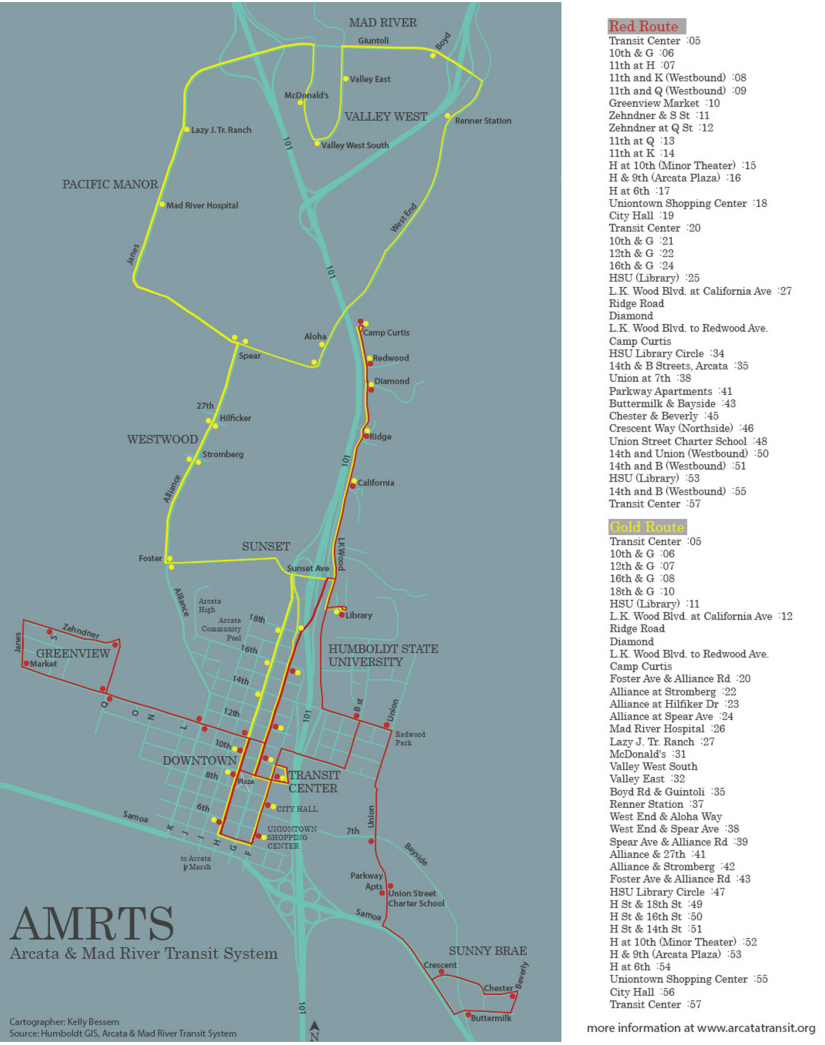 MAD RIVER
Giuntoli
Boyd
Valley East
McDonald's
VALLEY WEST
Renner Station
Lazy J. Tr. Ranch
101
Valley West South
PACIFIC MANOR
Mad River Hospital
West End
Janes
101
Aloha
Camp Curtis
Spear
Redwood
Diamond
27th
Hilficker
WESTWOOD
Ridge
Stromberg
101
California
Alliance
SUNSET
LKWood
Foster
Sunset Ave
Alliance
Arcata
High
Library
Arcata
Community
Pool
18th
Zehndner
Janes
S
GREENVIEW
16th
HUMBOLDT STATE
UNIVERSITY
Market
14th
Q
O
N
L
12th
101
B st
Union
Redwood
Park
10th
DOWNTOWN
8th
Plaza
TRANSIT
CENTER
6th
CITY HALL
Samoa
K
J
I
H
G
F
UNIONTOWN
SHOPPING
CENTER
7th
Union
Bayside
to Arcata
Marsh
Parkway
Apts
Union Street
Charter School
Samoa
AMRTS
Arcata & Mad River Transit System
SUNNY BRAE
Crescent
Chester
Beverly
Buttermilk
101
N
Cartographer: Kelly Bessem
Source: Humboldt GIS, Arcata & Mad River Transit System
Red Route
Transit Center :05
10th & G :06
11th at H :07
11th and K (Westbound) :08
11th and Q (Westbound) :09
Greenview Market :10
Zehndner & S St :11
Zehndner at Q St :12
11th at Q :13
11th at K :14
H at 10th (Minor Theater) :15
H & 9th (Arcata Plaza) :16
H at 6th :17
Uniontown Shopping Center :18
City Hall :19
Transit Center :20
10th & G :21
12th & G :22
16th & G :24
HSU (Library) :25
L.K. Wood Blvd. at California Ave :27
Ridge Road
Diamond
L.K. Wood Blvd. to Redwood Ave.
Camp Curtis
HSU Library Circle :34
14th & B Streets, Arcata :35
Union at 7th :38
Parkway Apartments :41
Buttermilk & Bayside :43
Chester & Beverly :45
Crescent Way (Northside) :46
Union Street Charter School :48
14th and Union (Westbound) :50
14th and B (Westbound) :51
HSU (Library) :53
14th and B (Westbound) :55
Transit Center :57
Gold Route
Transit Center :05
10th & G :06
12th & G :07
16th & G :08
18th & G :10
HSU (Library) :11
L.K. Wood Blvd. at California Ave :12
Ridge Road
Diamond
L.K. Wood Blvd. to Redwood Ave.
Camp Curtis
Foster Ave & Alliance Rd :20
Alliance at Stromberg :22
Alliance at Hilfiker Dr :23
Alliance at Spear Ave :24
Mad River Hospital :26
Lazy J. Tr. Ranch :27
McDonald's :31
Valley West South
Valley East :32
Boyd Rd & Guintoli :35
Renner Station :37
West End & Aloha Way
West End & Spear Ave :38
Spear Ave & Alliance Rd :39
Alliance & 27th :41
Alliance & Stromberg :42
Foster Ave & Alliance Rd :43
HSU Library Circle :47
H St & 18th St :49
H St & 16th St :50
H St & 14th St :51
H at 10th (Minor Theater) :52
H & 9th (Arcata Plaza) :53
H at 6th :54
Uniontown Shopping Center :55
City Hall :56
Transit Center :57
more information at www.arcatatransit.org